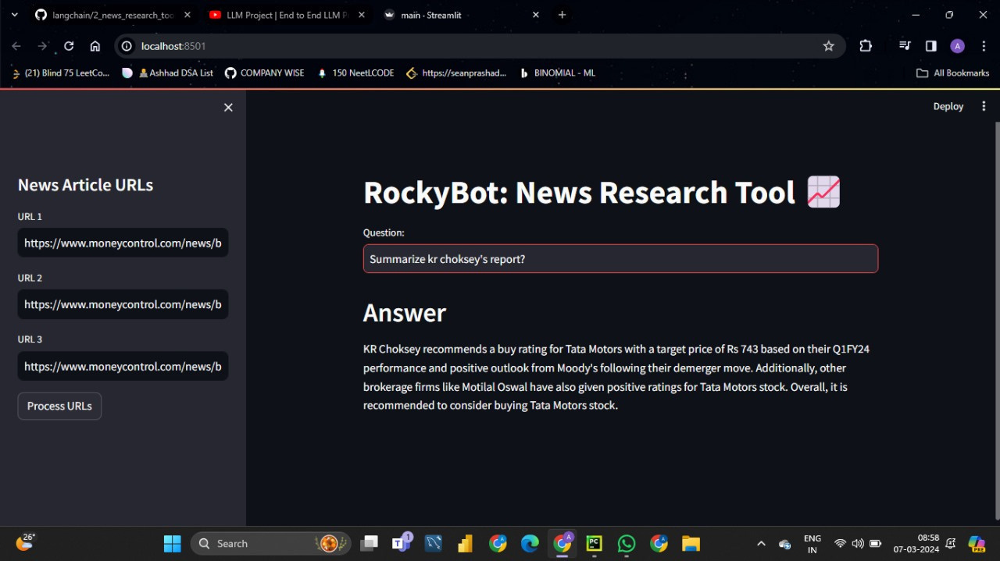 langchain/2_news_research_too
LLM Project | End to End LLM P
main · Streamlit
localhost:8501
A
(21) Blind 75 LeetCo...
Ashhad DSA List
COMPANY WISE
150 NeetLCODE
https://seanprashad...
BINOMIAL - ML
All Bookmarks
Deploy
News Article URLs
URL 1
https://www.moneycontrol.com/news/b
URL 2
https://www.moneycontrol.com/news/b
URL 3
https://www.moneycontrol.com/news/b
Process URLs
RockyBot: News Research Tool
Question:
Summarize kr choksey's report?
Answer
KR Choksey recommends a buy rating for Tata Motors with a target price of Rs 743 based on their Q1FY24
performance and positive outlook from Moody's following their demerger move. Additionally, other
brokerage firms like Motilal Oswal have also given positive ratings for Tata Motors stock. Overall, it is
recommended to consider buying Tata Motors stock.
26°
Search
1
A
PC
ENG
IN
08:58
07-03-2024
PRE